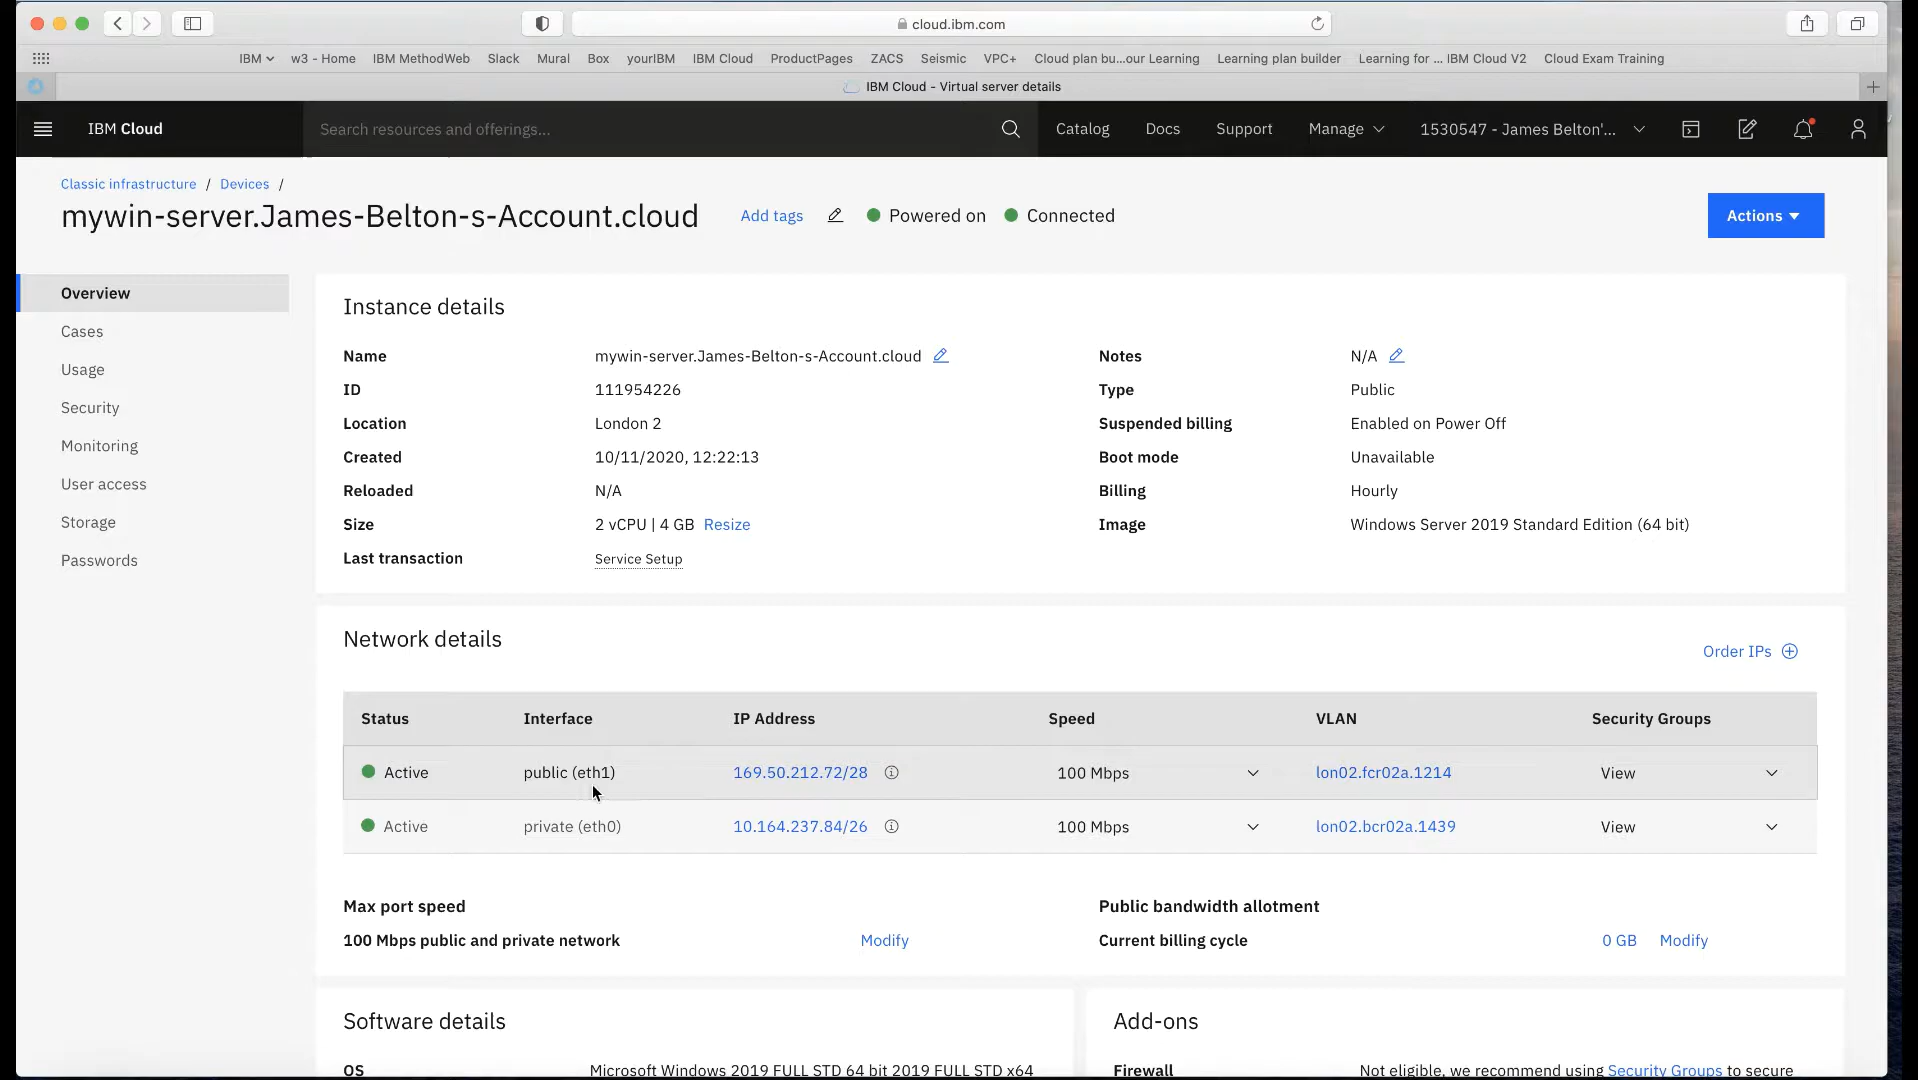 cloud.ibm.com
IBM w3 - Home IBM MethodWeb Slack Mural Box yourIBM IBM Cloud ProductPages ZACS Seismic VPC+ Cloud plan bu...our Learning Learning plan builder Learning for ... IBM Cloud V2 Cloud Exam Training
IBM Cloud - Virtual server details
IBM Cloud Search resources and offerings... Catalog Docs Support Manage 1530547 - James Belton'...
Classic infrastructure / Devices /
mywin-server.James-Belton-s-Account.cloud Add tags Powered on Connected Actions
Overview
Cases
Usage
Security
Monitoring
User access
Storage
Passwords
Instance details
Name mywin-server.James-Belton-s-Account.cloud Notes N/A
ID 111954226 Type Public
Location London 2 Suspended billing Enabled on Power Off
Created 10/11/2020, 12:22:13 Boot mode Unavailable
Reloaded N/A Billing Hourly
Size 2 vCPU | 4 GB Resize Image Windows Server 2019 Standard Edition (64 bit)
Last transaction Service Setup
Network details
Order IPs
Status Interface IP Address Speed VLAN Security Groups
Active public (eth1) 169.50.212.72/28 100 Mbps lon02.fcr02a.1214 View
Active private (eth0) 10.164.237.84/26 100 Mbps lon02.bcr02a.1439 View
Max port speed Public bandwidth allotment
100 Mbps public and private network Modify Current billing cycle 0 GB Modify
Software details Add-ons
OS Microsoft Windows 2019 FULL STD 64 bit 2019 FULL STD x64 Firewall Not eligible, we recommend using Security Groups to secure